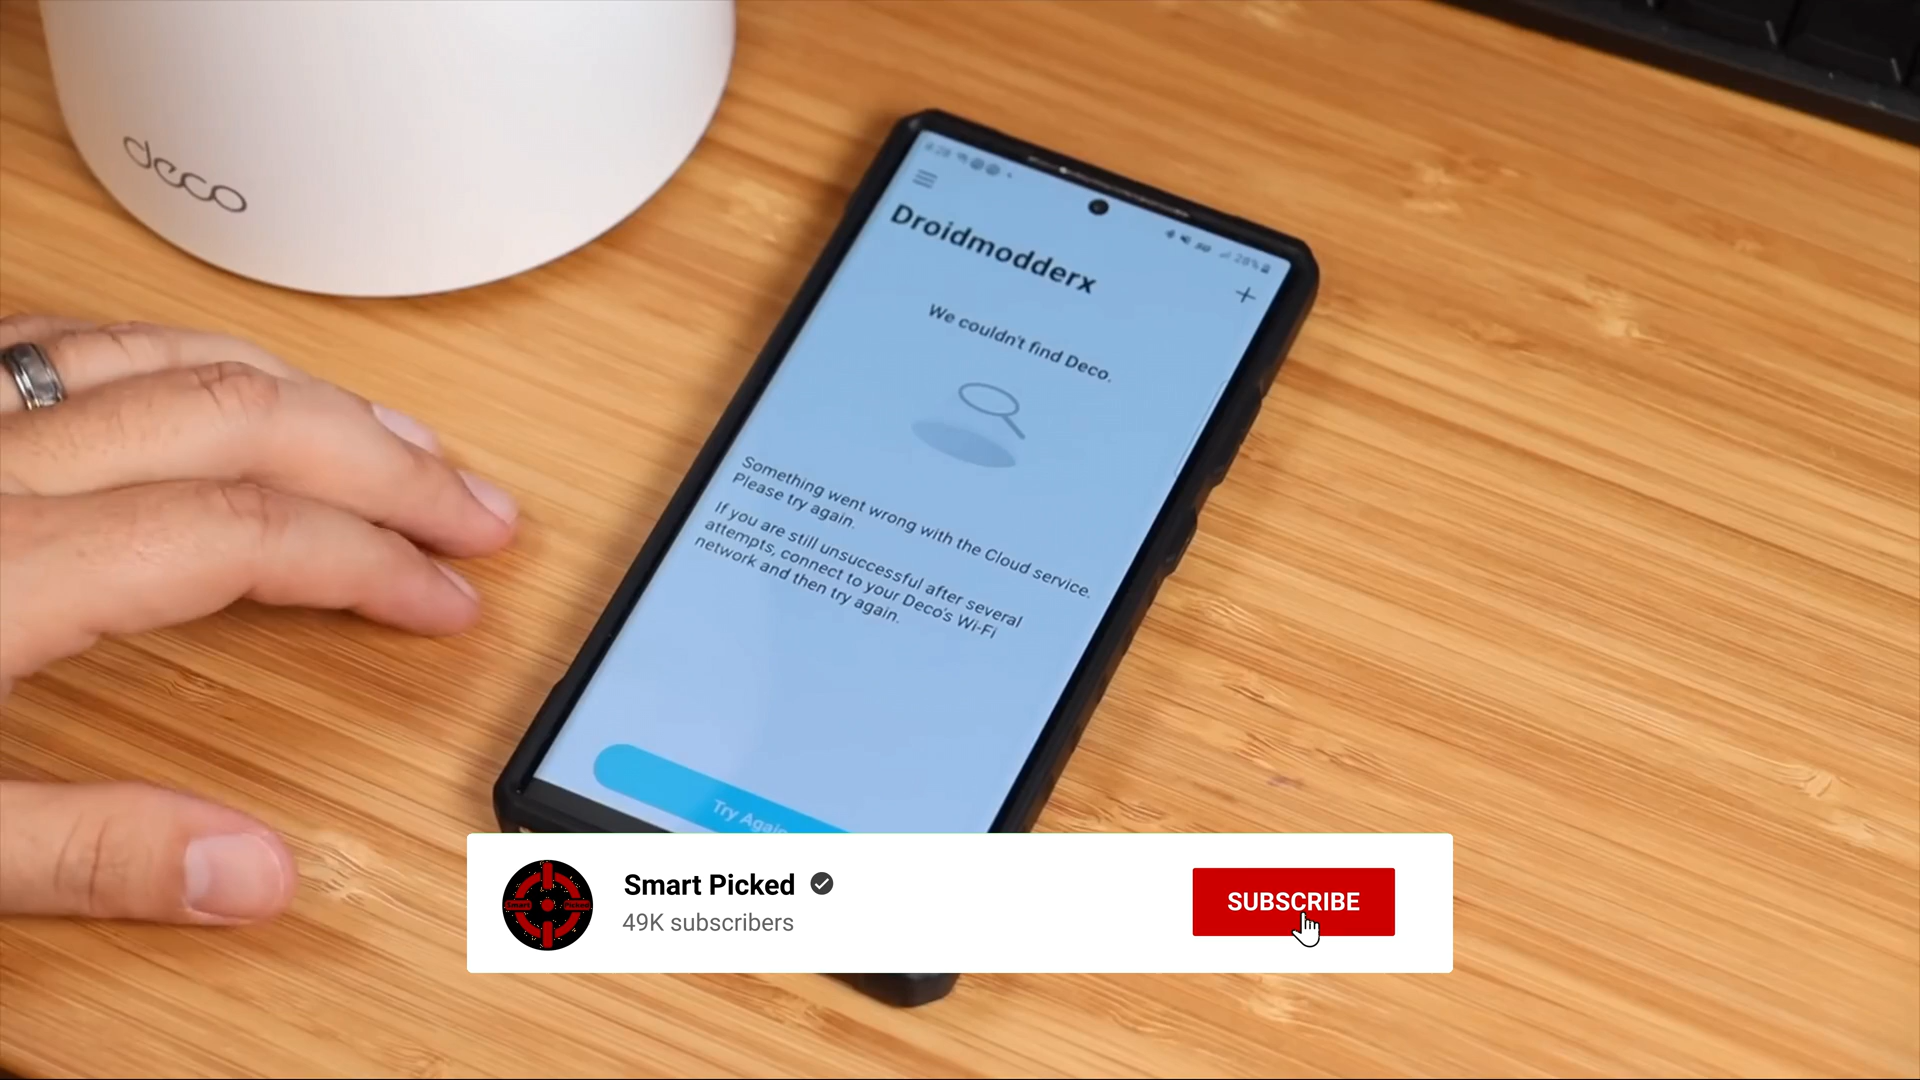 deco
Droidmodderx
We couldn't find Deco.
Something went wrong with the Cloud service.
Please try again.
If you are still unsuccessful after several
attempts, connect to your Deco's Wi-Fi
network and then try again.
Try Again
Smart Picked
49K subscribers
SUBSCRIBE
Smart Picked